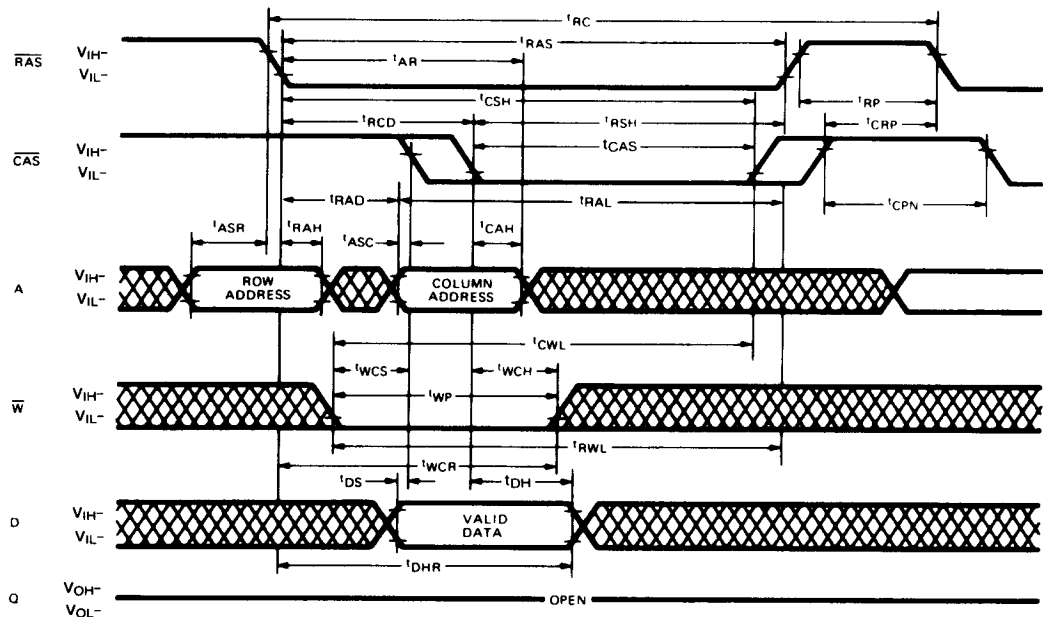 tRC
RAS VIH- VIL- tRAS
tAR
tCSH tRP
tRCD tRSH tCRP
CAS VIH- VIL- tCAS
tRAD tRAL tCPN
tASR tRAH tASC tCAH
A VIH- VIL- ROW ADDRESS COLUMN ADDRESS
tCWL
tWCS tWCH
W VIH- VIL- tWP
tRWL
tWCR
tDS tDH
D VIH- VIL- VALID DATA
tDHR
Q VOH- VOL- OPEN